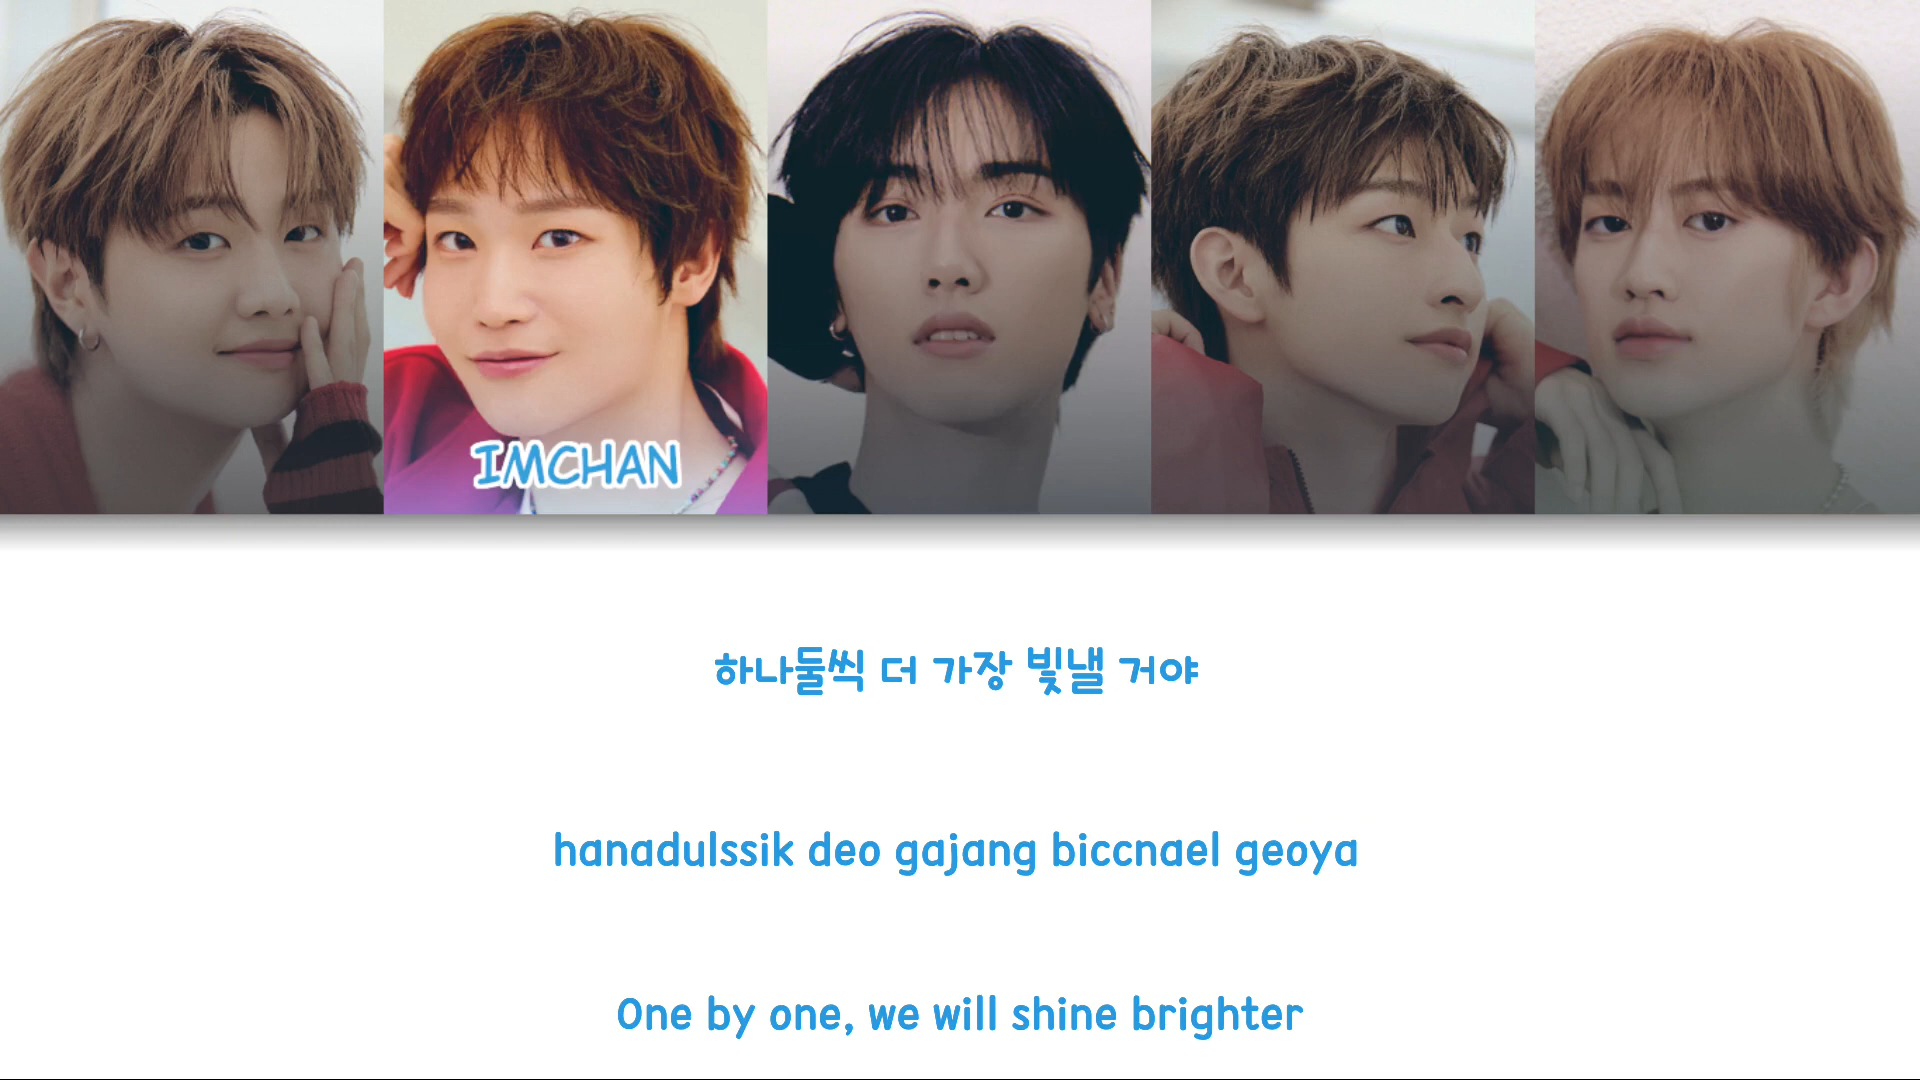 IMCHAN
하나둘씩 더 가장 빛낼 거야
hanadulssik deo gajang biccnael geoya
One by one, we will shine brighter